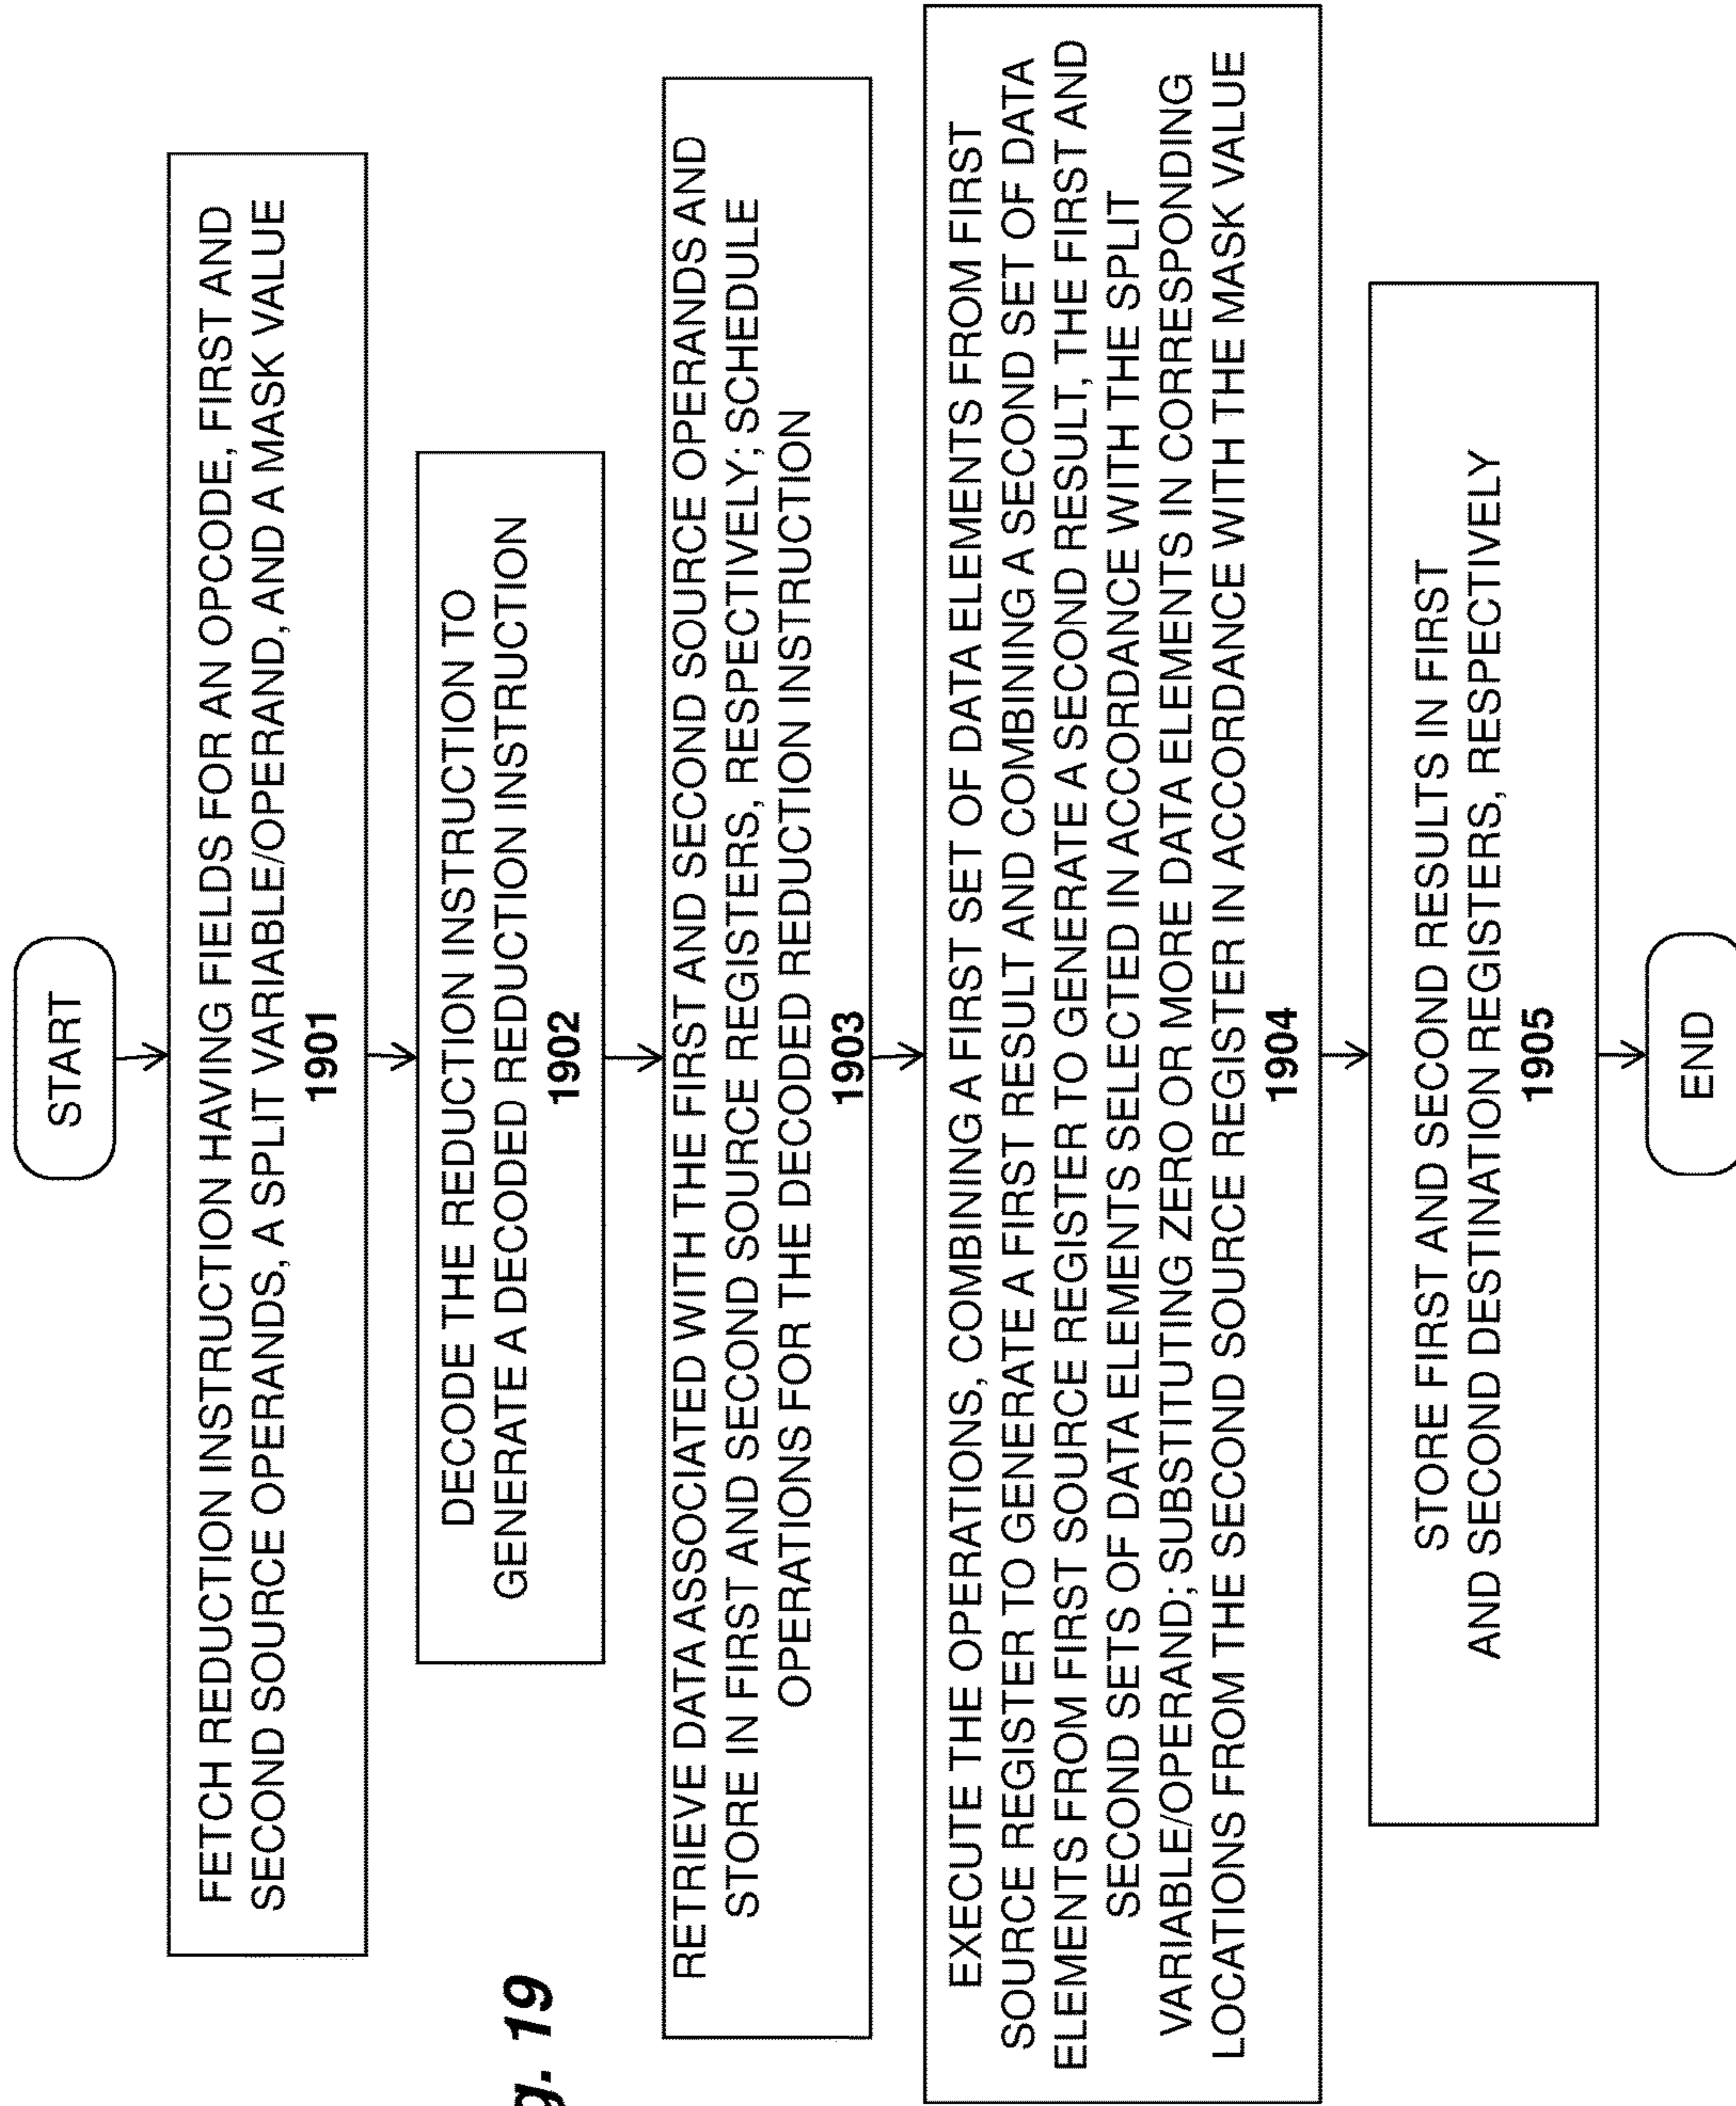 START
FETCH REDUCTION INSTRUCTION HAVING FIELDS FOR AN OPCODE, FIRST AND
SECOND SOURCE OPERANDS, A SPLIT VARIABLE/OPERAND, AND A MASK VALUE
1901
DECODE THE REDUCTION INSTRUCTION TO
GENERATE A DECODED REDUCTION INSTRUCTION
1902
RETRIEVE DATA ASSOCIATED WITH THE FIRST AND SECOND SOURCE OPERANDS AND
STORE IN FIRST AND SECOND SOURCE REGISTERS, RESPECTIVELY; SCHEDULE
OPERATIONS FOR THE DECODED REDUCTION INSTRUCTION
1903
EXECUTE THE OPERATIONS, COMBINING A FIRST SET OF DATA ELEMENTS FROM FIRST
SOURCE REGISTER TO GENERATE A FIRST RESULT AND COMBINING A SECOND SET OF DATA
ELEMENTS FROM FIRST SOURCE REGISTER TO GENERATE A SECOND RESULT, THE FIRST AND
SECOND SETS OF DATA ELEMENTS SELECTED IN ACCORDANCE WITH THE SPLIT
VARIABLE/OPERAND; SUBSTITUTING ZERO OR MORE DATA ELEMENTS IN CORRESPONDING
LOCATIONS FROM THE SECOND SOURCE REGISTER IN ACCORDANCE WITH THE MASK VALUE
1904
STORE FIRST AND SECOND RESULTS IN FIRST
AND SECOND DESTINATION REGISTERS, RESPECTIVELY
1905
END
g. 19